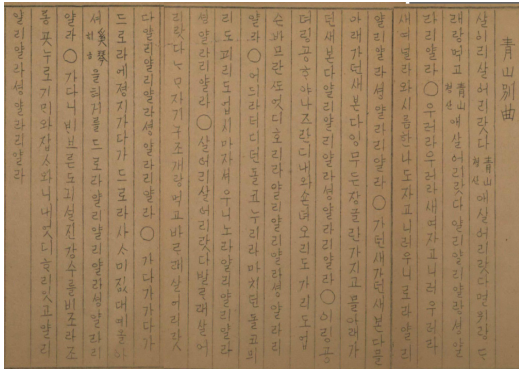 青山別曲
살어리살어리랏다青山청산애살어리랏다멀위랑ᄃᆞ
래랑먹고青山청산애살어리랏다얄리얄리얄랑셩얄
라리얄라○우러라우러라새여자고니러우러라
새여널라와시름한나도자고니러우니로라얄리
얄리얄라셩얄라리얄라○가던새가던새본다믈
아래가던새본다잉무든장글란가지고믈아래가
던새본다얄리얄리얄라셩얄라리얄라○이링공
뎌링공ᄒᆞ야나즈란디내와손뎌오리도가리도업
슨바므란ᄯᅩ엇디호리라얄리얄리얄라셩얄라리
얄라○어듸라더디던돌코누리라마치던돌코믜
리도괴리도업시마자셔우니노라얄리얄리얄라
셩얄라리얄라○살어리살어리랏다바ᄅᆞ래살어
리랏다ᄂᆞᄆᆞ자기구조개랑먹고바ᄅᆞ래살어리랏
다얄리얄리얄라셩얄라리얄라○가다가가다가
드로라에졍지가다가드로라사ᄉᆞ미짒대예올아
셔奚琴ᄒᆡ금을혀거를드로라얄리얄리얄라셩얄라리
얄라○가다니ᄇᆡ브른도긔설진강수를비조라조
롱곳누로기ᄆᆡ와잡ᄉᆞ와니내엇디ᄒᆞ리잇고얄리
얄리얄라셩얄라리얄라